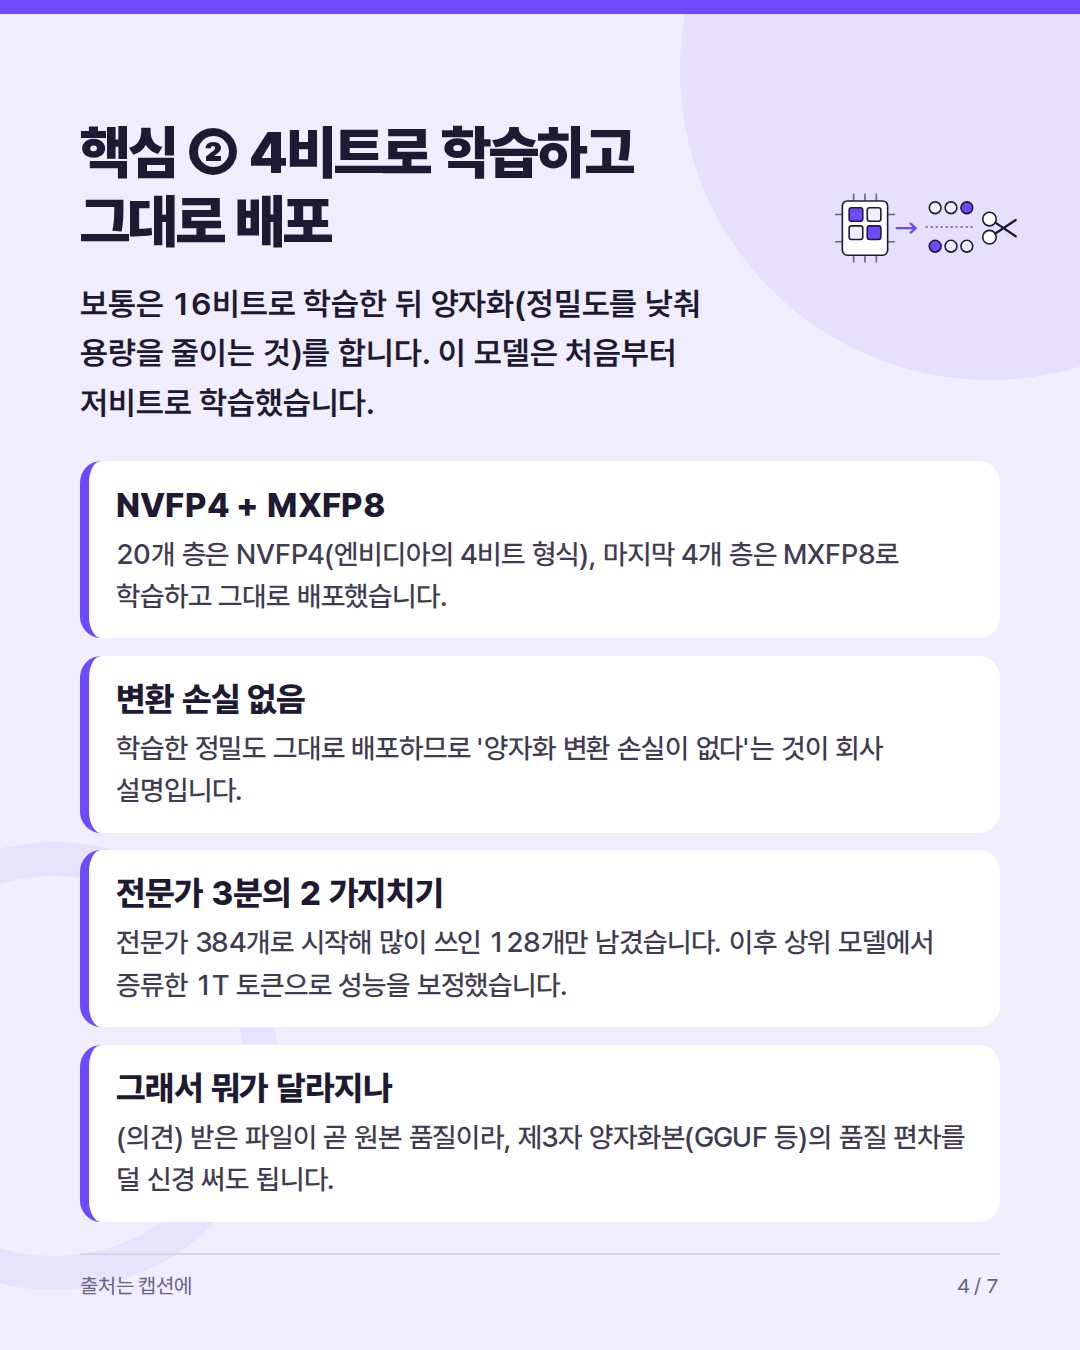 핵심 ② 4비트로 학습하고
그대로 배포
보통은 16비트로 학습한 뒤 양자화(정밀도를 낮춰
용량을 줄이는 것)를 합니다. 이 모델은 처음부터
저비트로 학습했습니다.
NVFP4 + MXFP8
20개 층은 NVFP4(엔비디아의 4비트 형식), 마지막 4개 층은 MXFP8로
학습하고 그대로 배포했습니다.
변환 손실 없음
학습한 정밀도 그대로 배포하므로 '양자화 변환 손실이 없다'는 것이 회사
설명입니다.
전문가 3분의 2 가지치기
전문가 384개로 시작해 많이 쓰인 128개만 남겼습니다. 이후 상위 모델에서
증류한 1T 토큰으로 성능을 보정했습니다.
그래서 뭐가 달라지나
(의견) 받은 파일이 곧 원본 품질이라, 제3자 양자화본(GGUF 등)의 품질 편차를
덜 신경 써도 됩니다.
출처는 캡션에
4 / 7